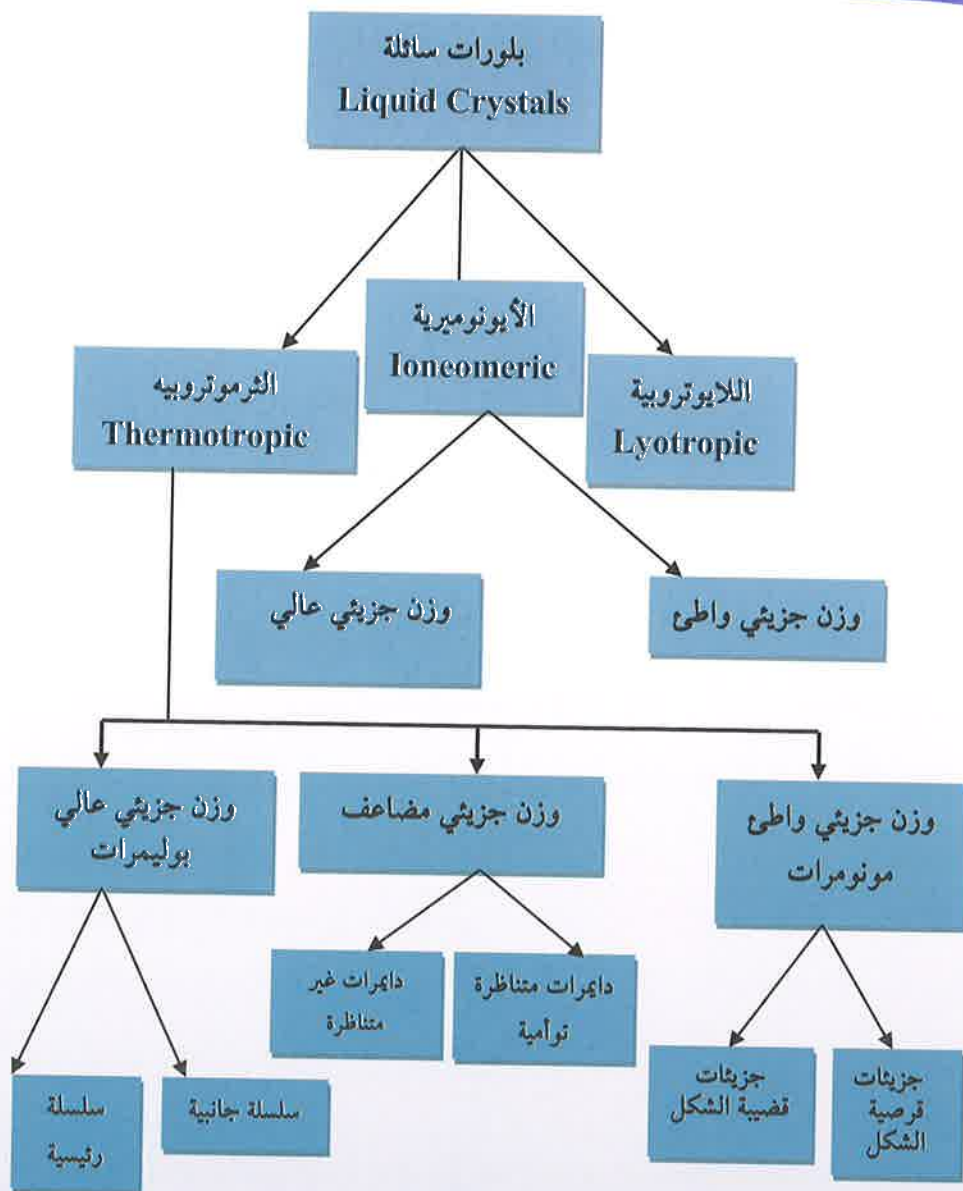 بلورات سائلة
Liquid Crystals
الأيونوميرية
Ioneomeric
الثرموتروبيه
Thermotropic
اللايوتروبية
Lyotropic
وزن جزيئي عالي
وزن جزيئي واطئ
وزن جزيئي عالي
بوليمرات
وزن جزيئي مضاعف
وزن جزيئي واطئ
مونومرات
دايمرات غير
متناظرة
دايمرات متناظرة
توأمية
سلسلة
رئيسية
سلسلة جانبية
جزيئات
قضيبة الشكل
جزيئات
قرصية
الشكل